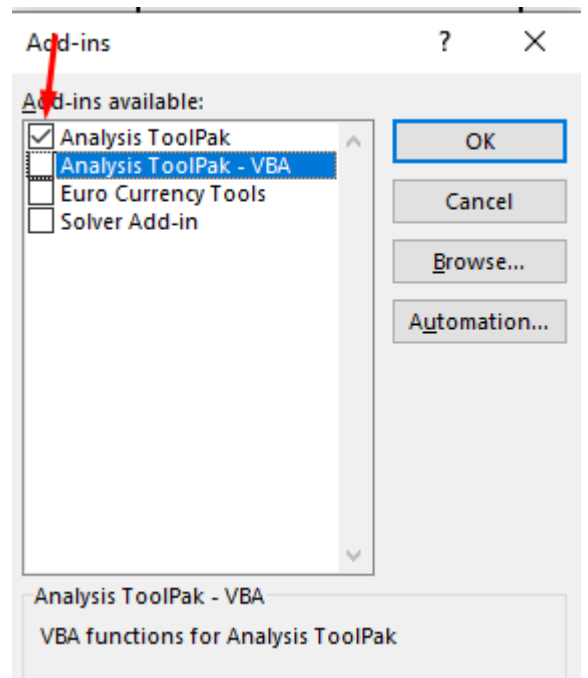 Add-ins ? ×
Add-ins available:
Analysis ToolPak
Analysis ToolPak - VBA
Euro Currency Tools
Solver Add-in
OK
Cancel
Browse...
Automation...
Analysis ToolPak - VBA
VBA functions for Analysis ToolPak